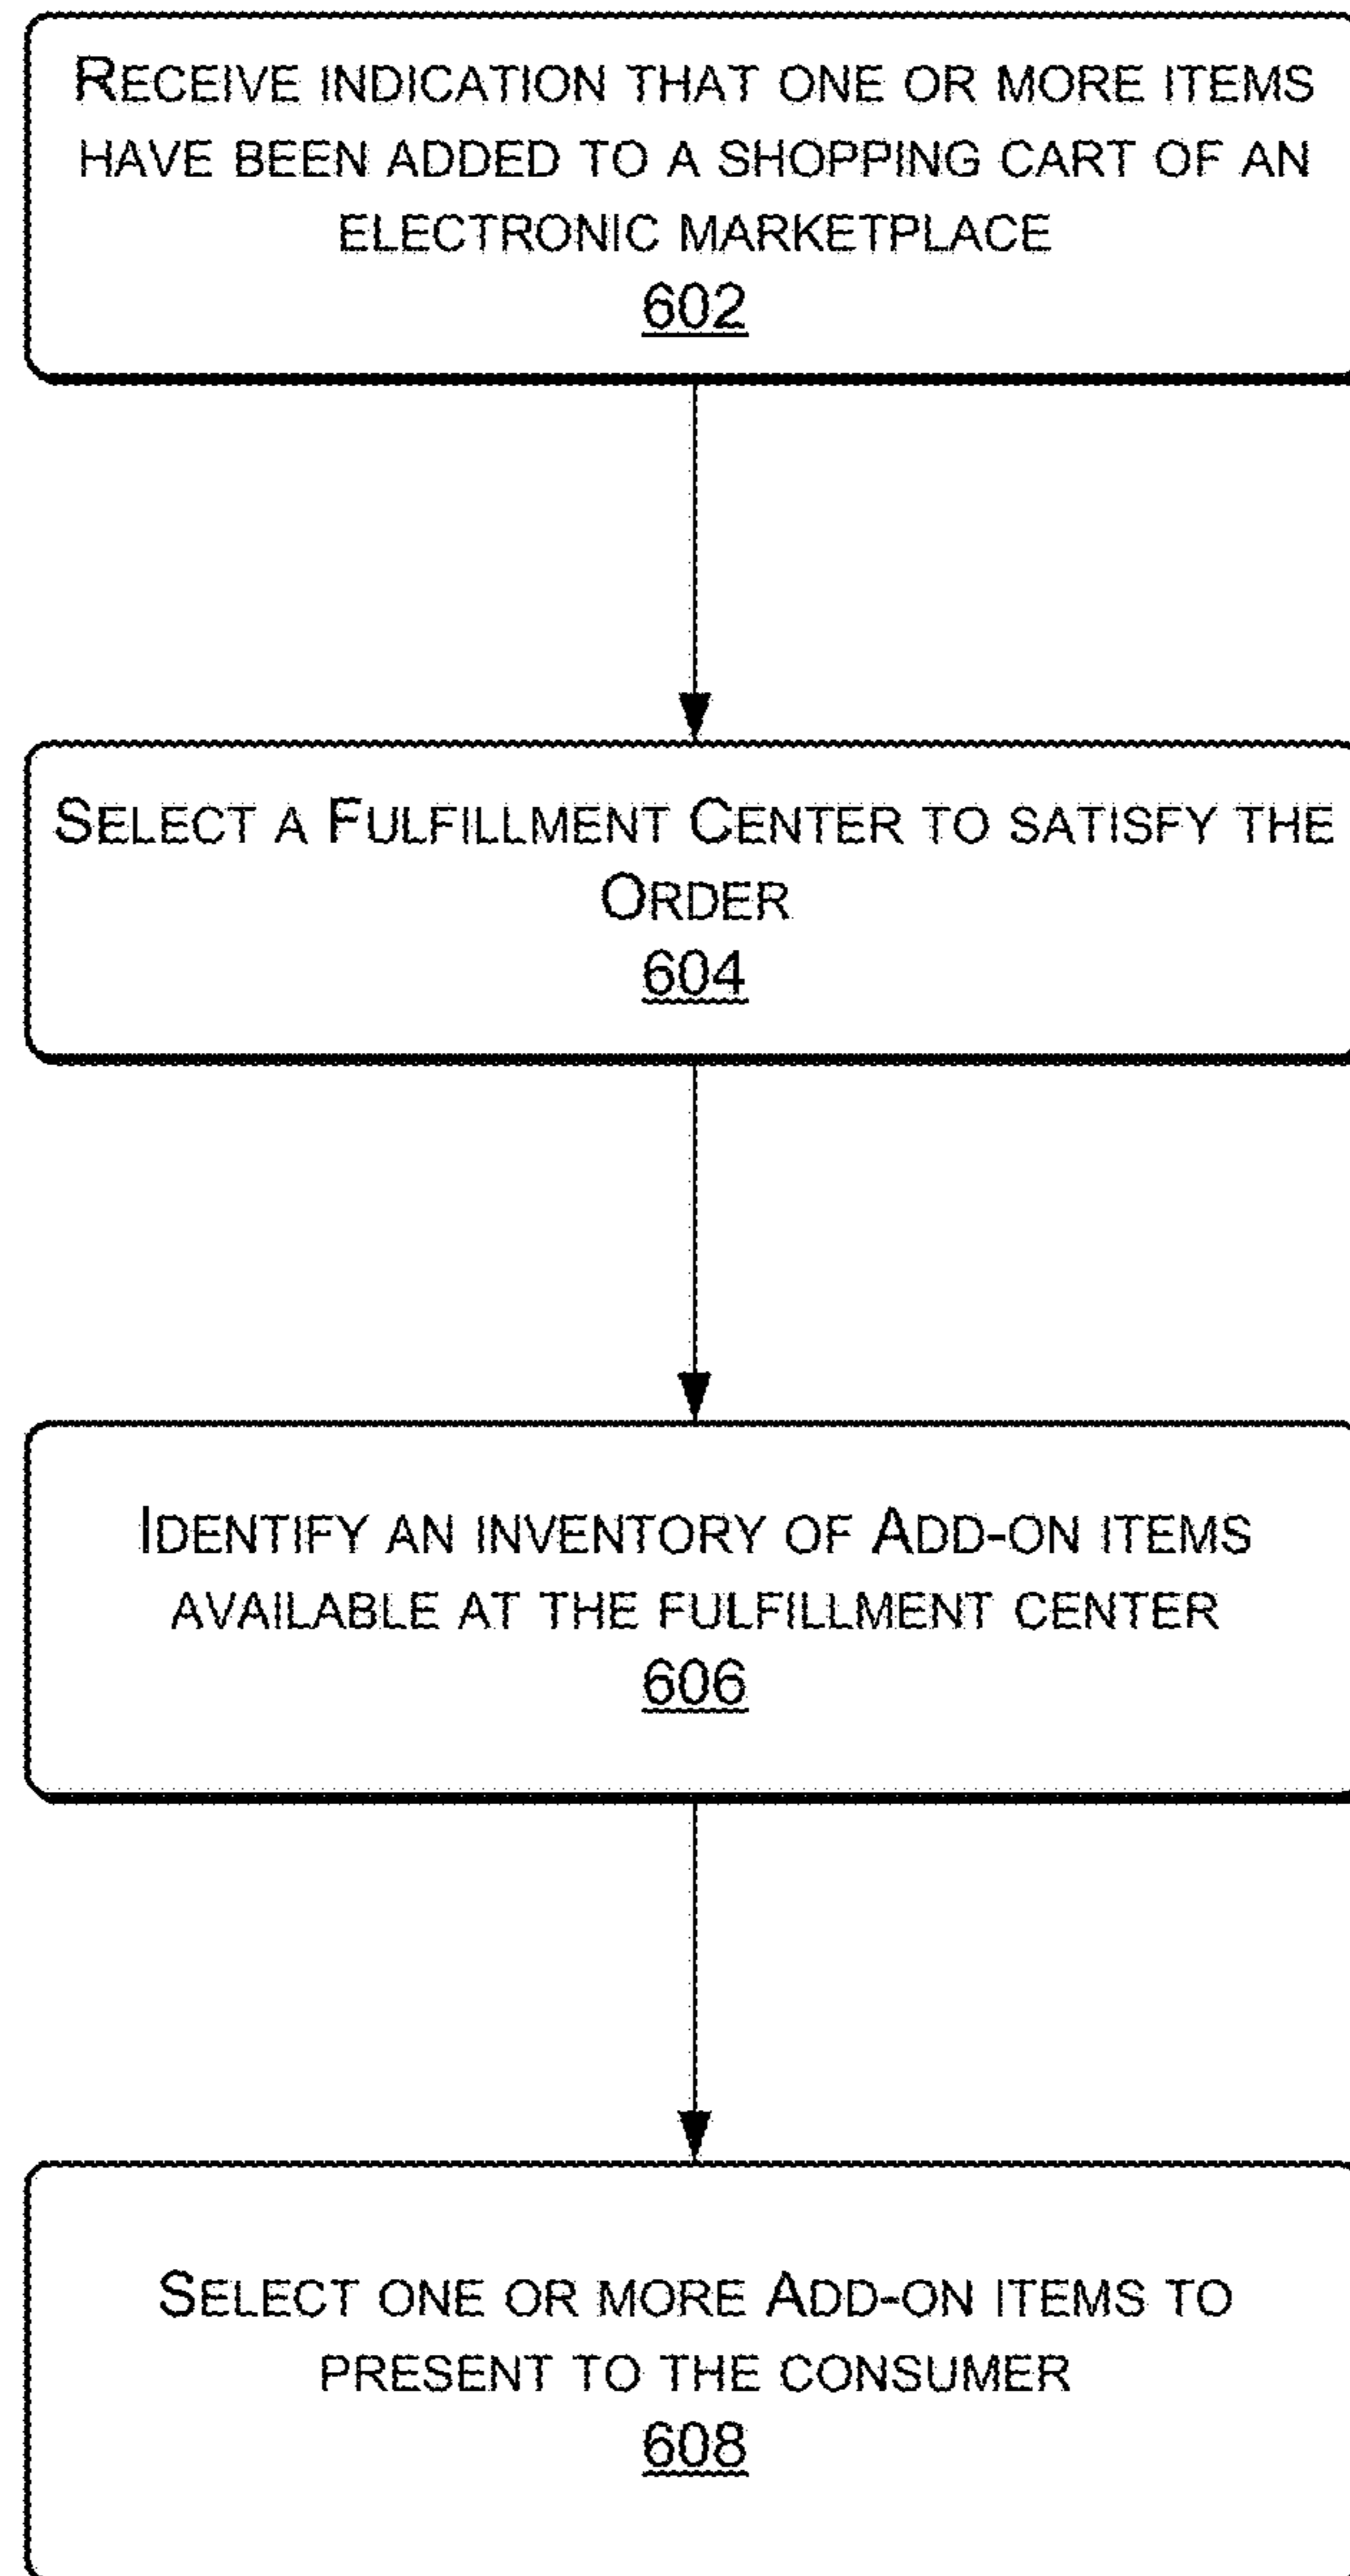 RECEIVE INDICATION THAT ONE OR MORE ITEMS
HAVE BEEN ADDED TO A SHOPPING CART OF AN
ELECTRONIC MARKETPLACE
602
SELECT A FULFILLMENT CENTER TO SATISFY THE
ORDER
604
IDENTIFY AN INVENTORY OF ADD-ON ITEMS
AVAILABLE AT THE FULFILLMENT CENTER
606
SELECT ONE OR MORE ADD-ON ITEMS TO
PRESENT TO THE CONSUMER
608